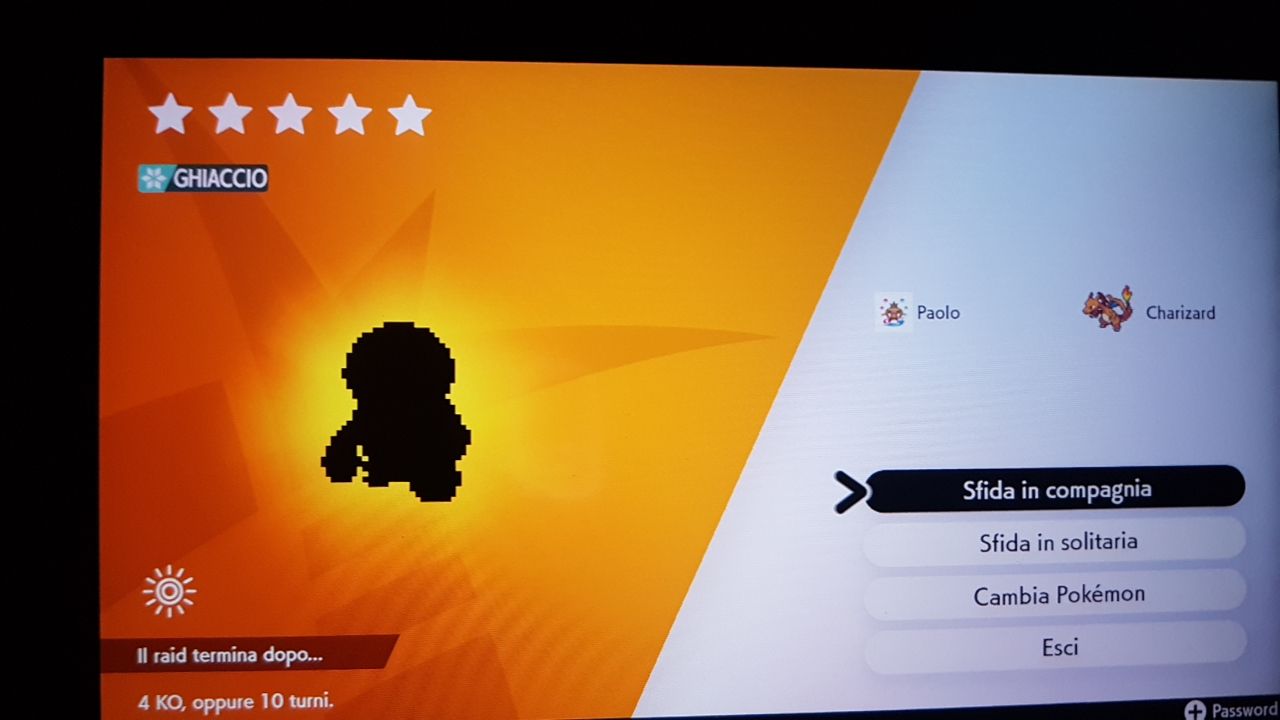 GHIACCIO
Paolo
Charizard
Sfida in compagnia
Sfida in solitaria
Cambia Pokémon
Esci
Il raid termina dopo...
4 KO, oppure 10 turni.
Password